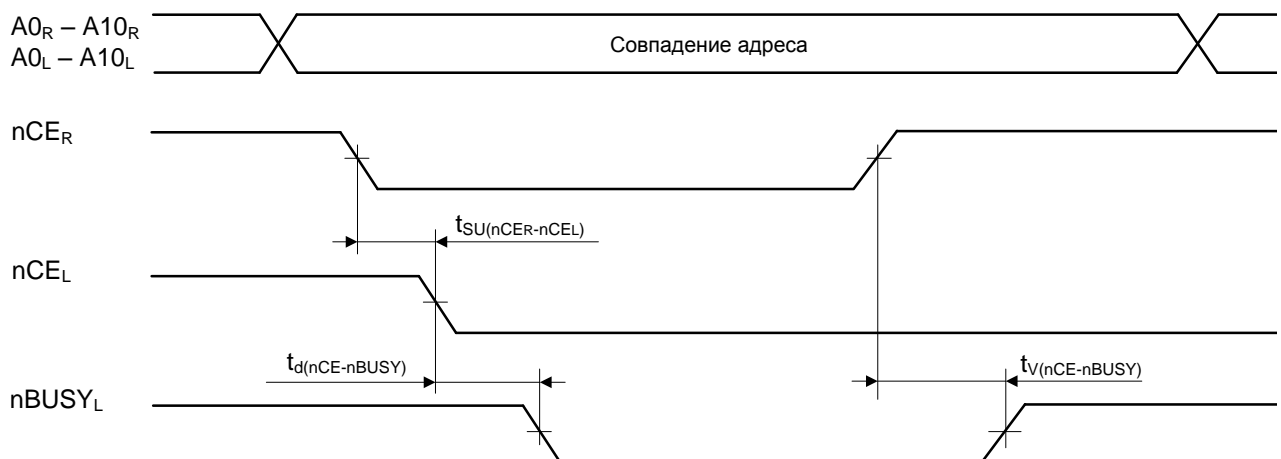 A0R – A10R
A0L – A10L
Совпадение адреса
nCER
tSU(nCER-nCEL)
nCEL
td(nCE-nBUSY)
tV(nCE-nBUSY)
nBUSYL